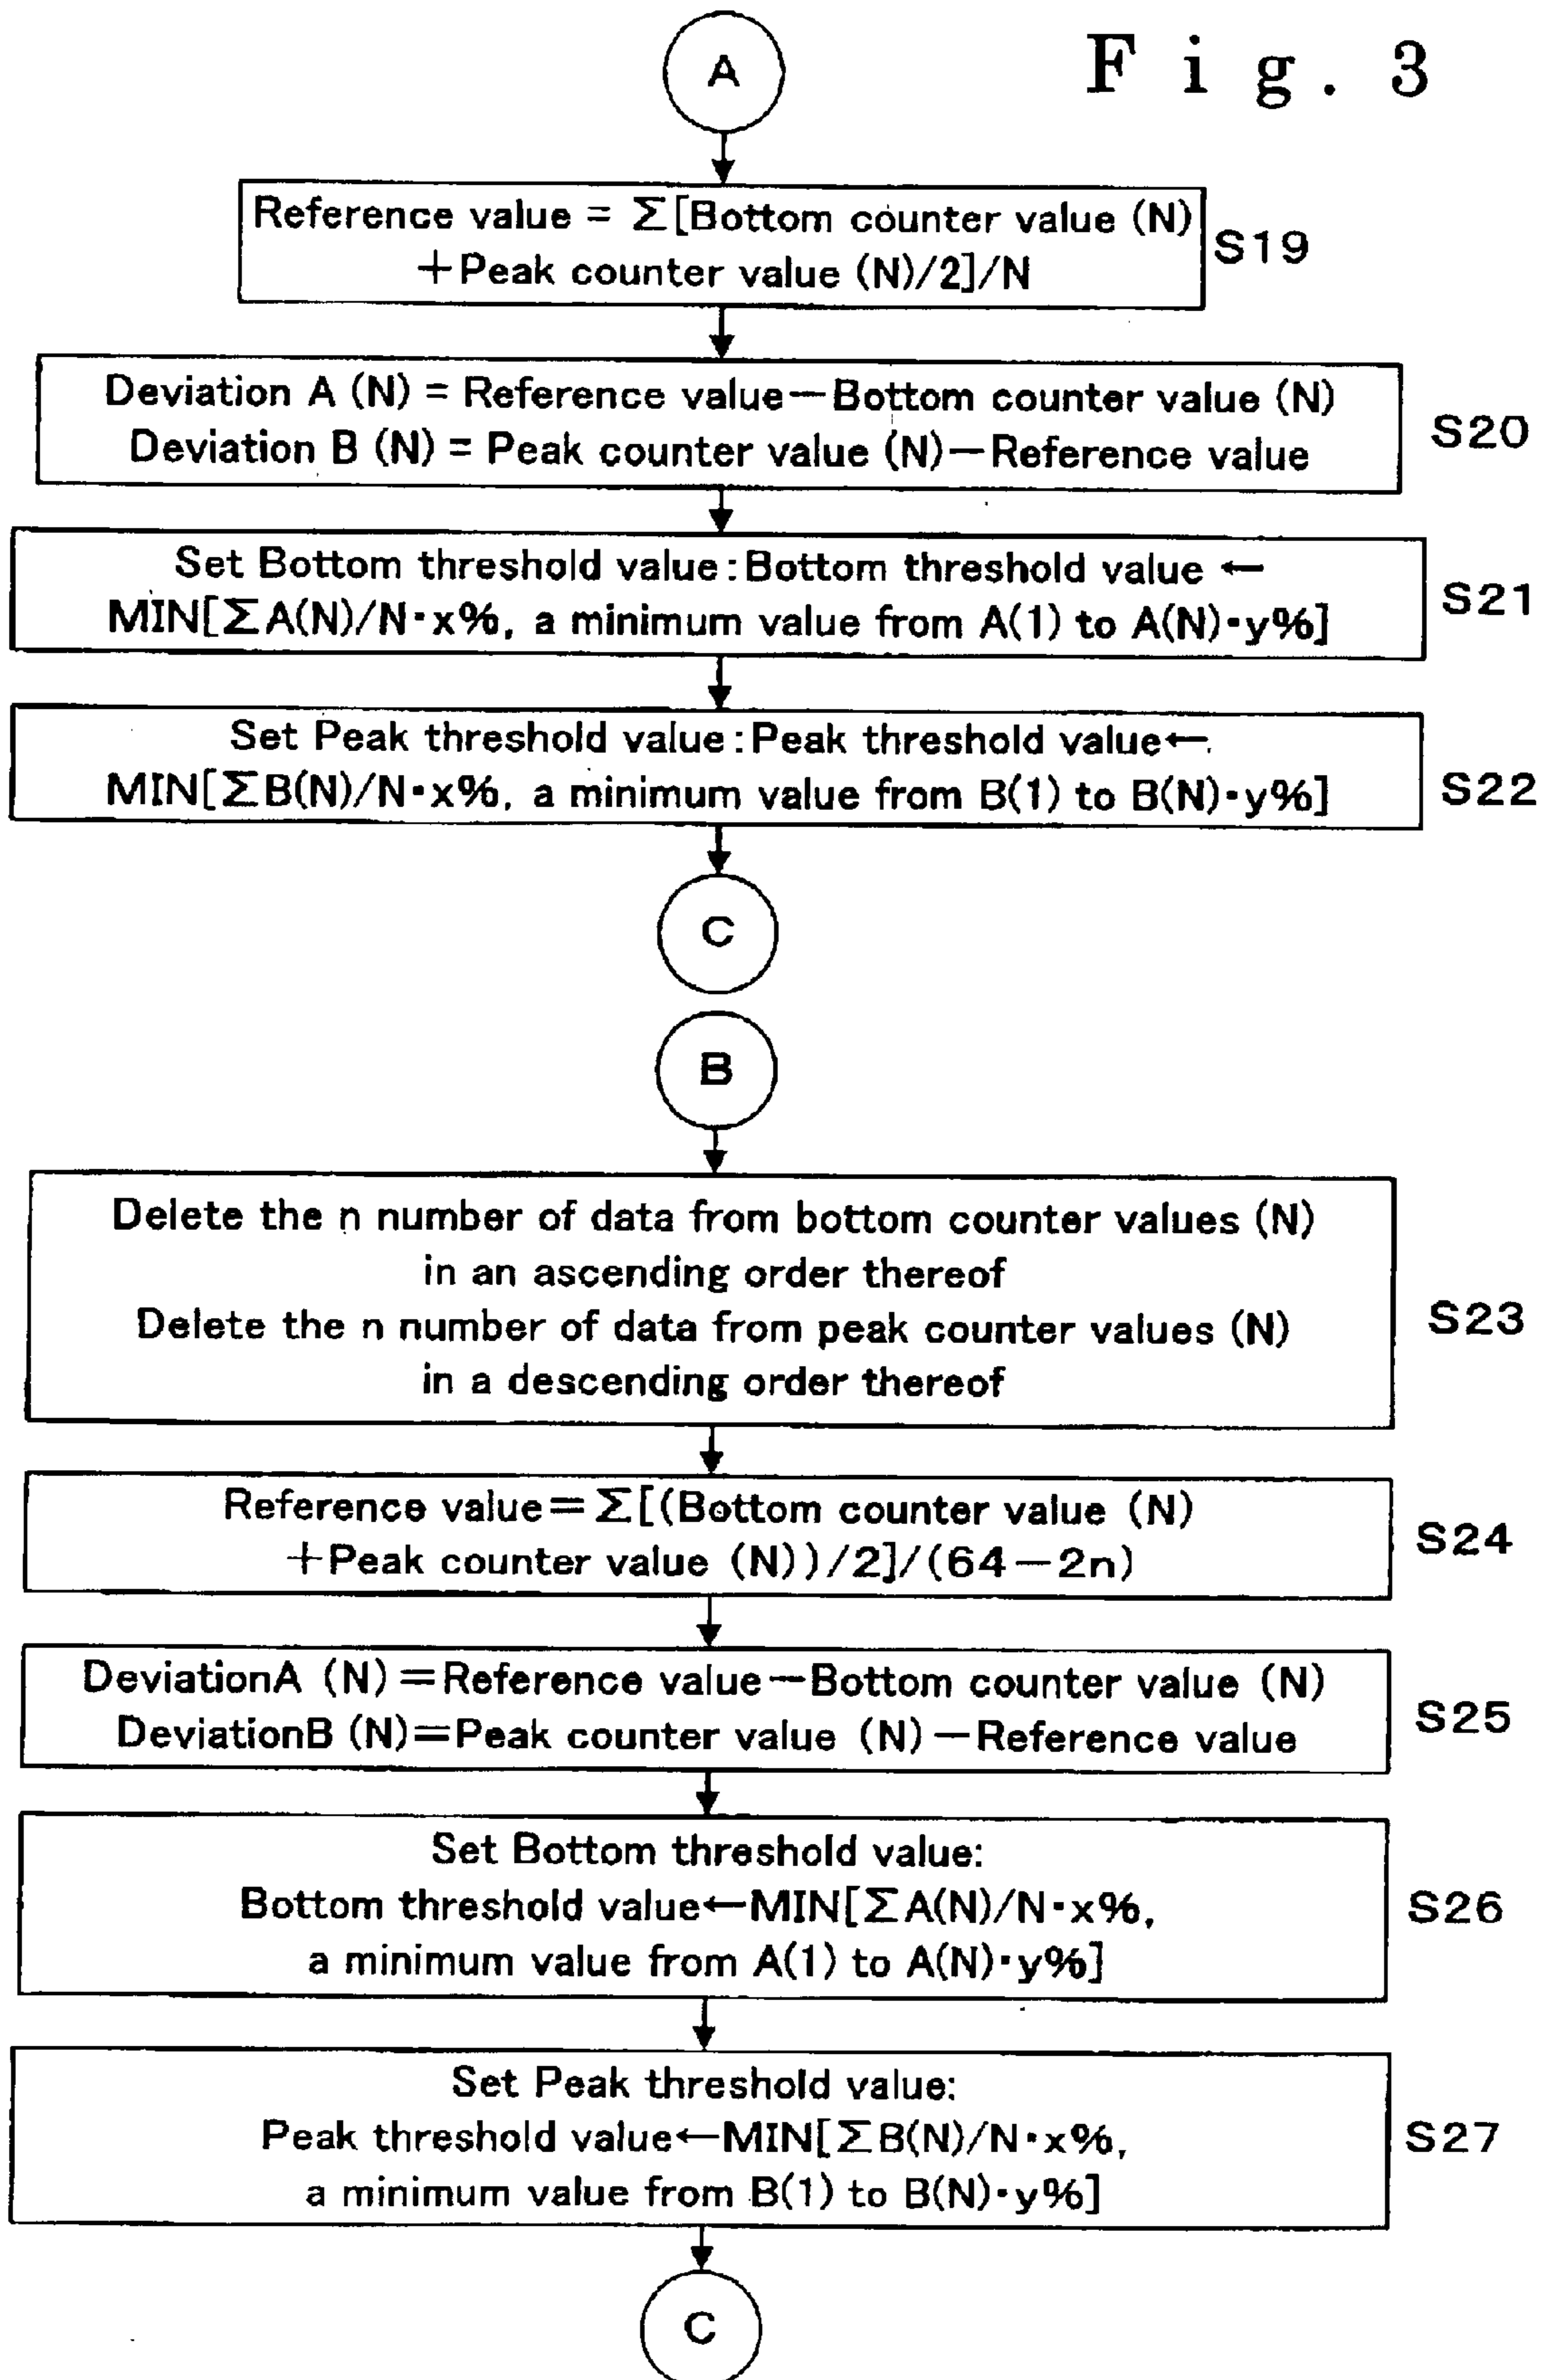 Fig. 3
A
Reference value = Σ[Bottom counter value (N)
+Peak counter value (N)/2]/N
S19
Deviation A (N) = Reference value－Bottom counter value (N)
Deviation B (N) = Peak counter value (N)－Reference value
S20
Set Bottom threshold value:Bottom threshold value ←
MIN[ΣA(N)/N·x%, a minimum value from A(1) to A(N)·y%]
S21
Set Peak threshold value:Peak threshold value←
MIN[ΣB(N)/N·x%, a minimum value from B(1) to B(N)·y%]
S22
C
B
Delete the n number of data from bottom counter values (N)
in an ascending order thereof
Delete the n number of data from peak counter values (N)
in a descending order thereof
S23
Reference value=Σ[(Bottom counter value (N)
+Peak counter value (N))/2]/(64－2n)
S24
DeviationA (N)=Reference value－Bottom counter value (N)
DeviationB (N)=Peak counter value (N)－Reference value
S25
Set Bottom threshold value:
Bottom threshold value←MIN[ΣA(N)/N·x%,
a minimum value from A(1) to A(N)·y%]
S26
Set Peak threshold value:
Peak threshold value←MIN[ΣB(N)/N·x%,
a minimum value from B(1) to B(N)·y%]
S27
C